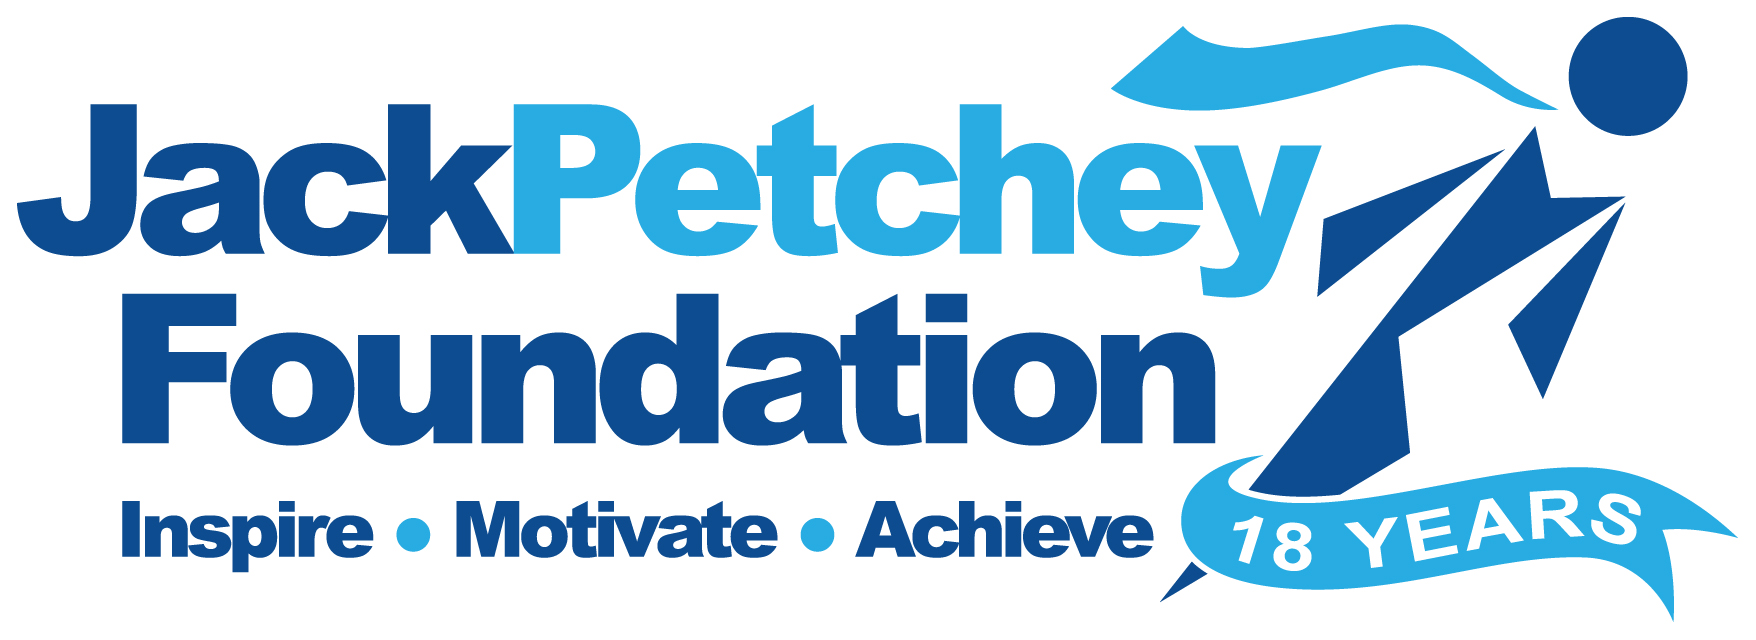 JackPetchey
Foundation
Inspire • Motivate • Achieve
18 YEARS